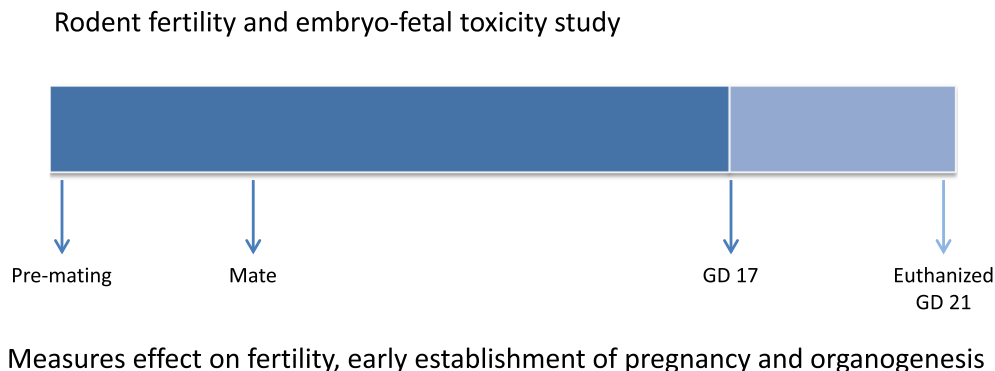 Rodent fertility and embryo-fetal toxicity study
Pre-mating
Mate
GD 17
Euthanized
GD 21
Measures effect on fertility, early establishment of pregnancy and organogenesis